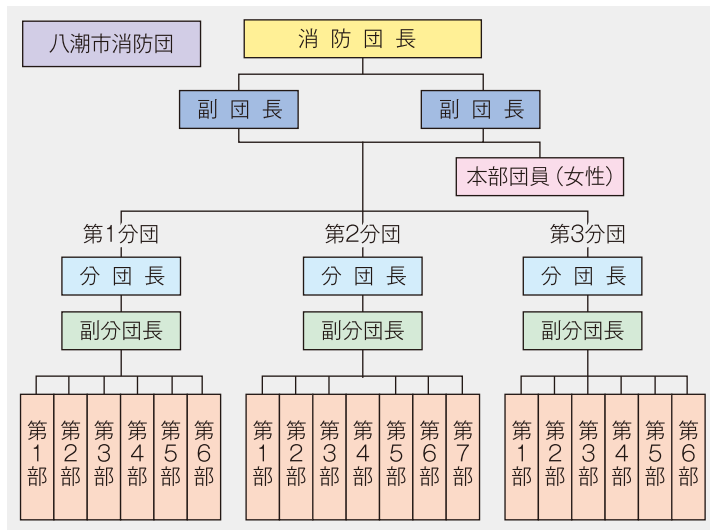 八潮市消防団
消防団長
副団長
副団長
本部団員(女性)
第1分団
第2分団
第3分団
分団長
分団長
分団長
副分団長
副分団長
副分団長
第1部
第2部
第3部
第4部
第5部
第6部
第1部
第2部
第3部
第4部
第5部
第6部
第7部
第1部
第2部
第3部
第4部
第5部
第6部